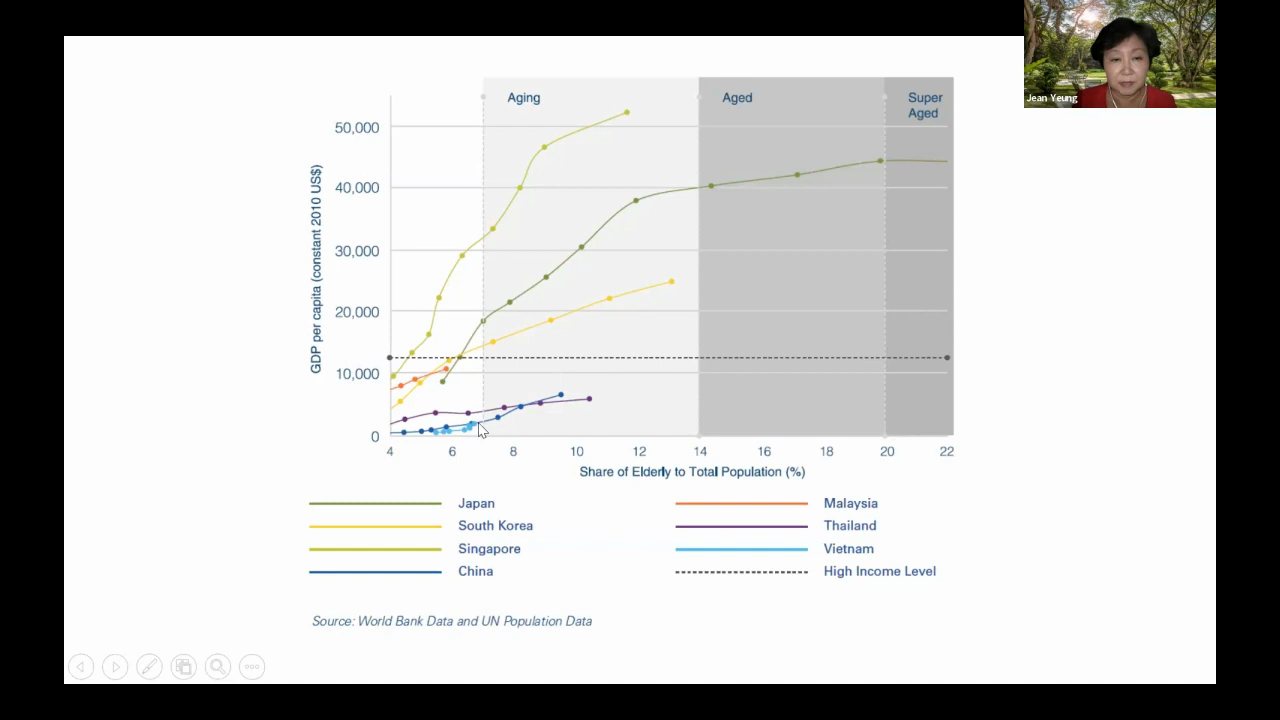 Jean Yeung
Aging
Aged
Super
Aged
GDP per capita (constant 2010 US$)
50,000
40,000
30,000
20,000
10,000
0
4 6 8 10 12 14 16 18 20 22
Share of Elderly to Total Population (%)
Japan Malaysia
South Korea Thailand
Singapore Vietnam
China High Income Level
Source: World Bank Data and UN Population Data